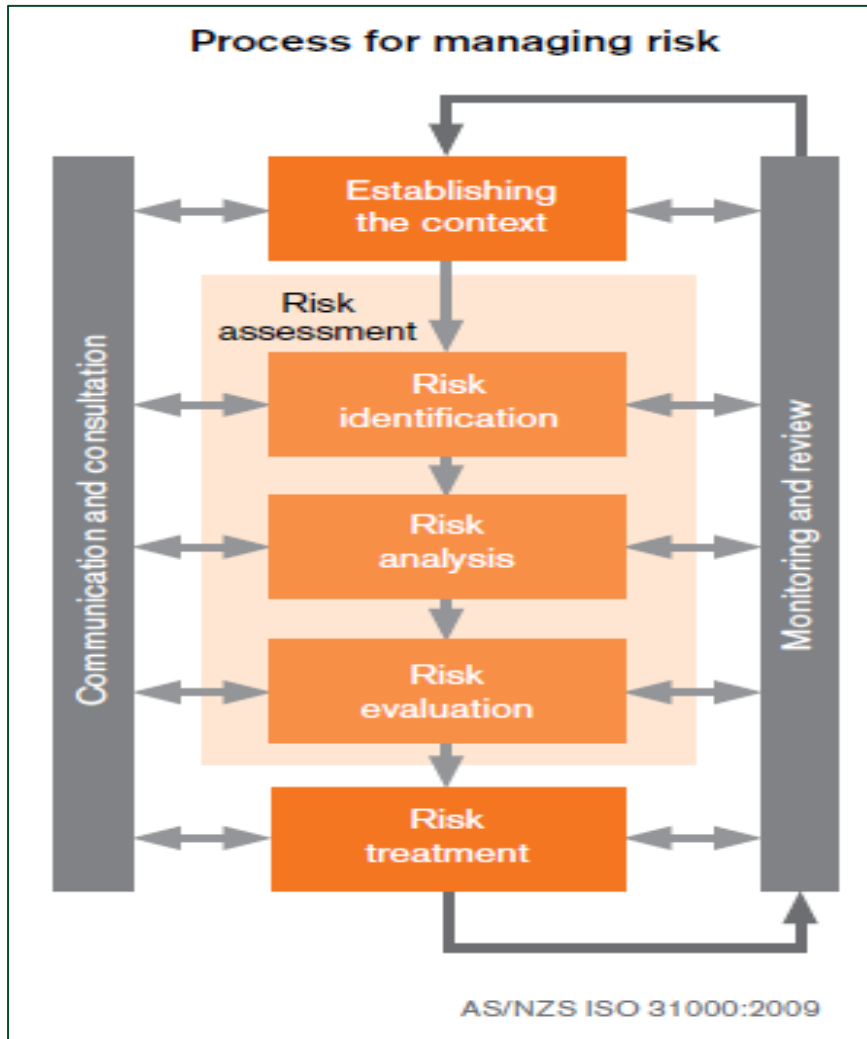 Process for managing risk
Establishing
the context
Risk
assessment
Risk
identification
Risk
analysis
Risk
evaluation
Risk
treatment
Communication and consultation
Monitoring and review
AS/NZS ISO 31000:2009